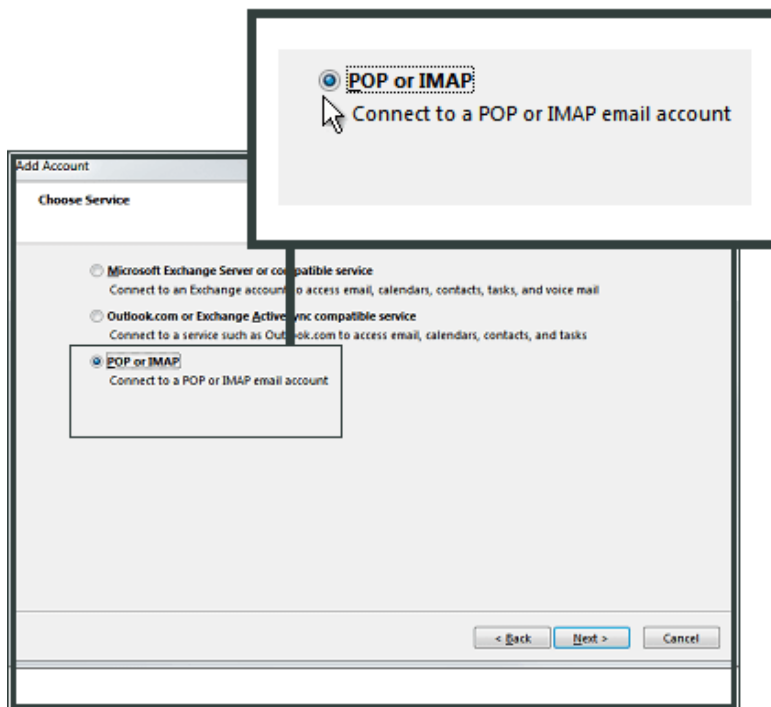 POP or IMAP
Connect to a POP or IMAP email account
Add Account
Choose Service
Microsoft Exchange Server or compatible service
Connect to an Exchange account to access email, calendars, contacts, tasks, and voice mail
Outlook.com or Exchange ActiveSync compatible service
Connect to a service such as Outlook.com to access email, calendars, contacts, and tasks
POP or IMAP
Connect to a POP or IMAP email account
< Back Next > Cancel